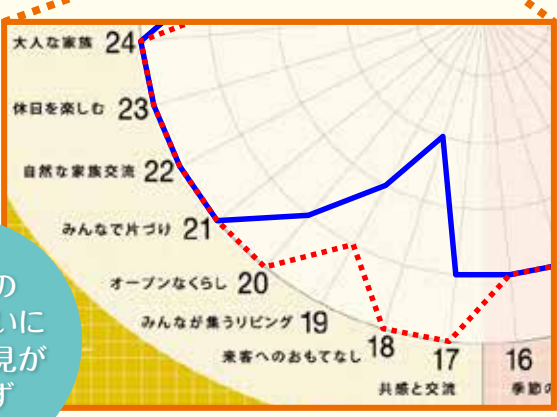 大人な家族 24
休日を楽しむ 23
自然な家族交流 22
みんなで片づけ 21
オープンなくらし 20
みんなが集うリビング 19
来客へのおもてなし 18
17
共感と交流
16
季節の
の
いに
見が
ず